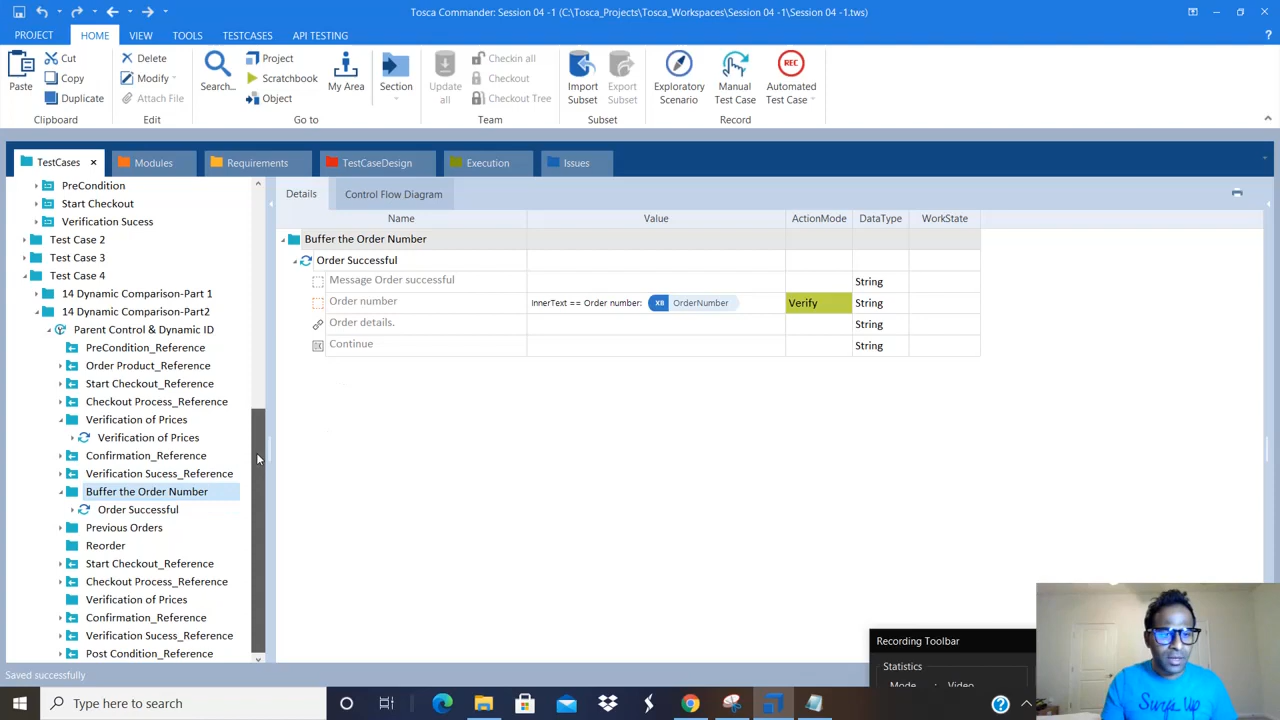 Tosca Commander: Session 04 -1 (C:\Tosca_Projects\Tosca_Workspaces\Session 04 -1\Session 04 -1.tws)
PROJECT HOME VIEW TOOLS TESTCASES API TESTING
Paste
Cut
Copy
Duplicate
Clipboard
Delete
Modify
Attach File
Edit
Search...
Project
Scratchbook
Object
My Area
Go to
Section
Update all
Checkin all
Checkout
Checkout Tree
Team
Import Subset
Export Subset
Subset
Exploratory Scenario
Manual Test Case
REC
Automated Test Case
Record
TestCases x Modules Requirements TestCaseDesign Execution Issues
PreCondition
Start Checkout
Verification Sucess
Test Case 2
Test Case 3
Test Case 4
14 Dynamic Comparison-Part 1
14 Dynamic Comparison-Part2
Parent Control & Dynamic ID
PreCondition_Reference
Order Product_Reference
Start Checkout_Reference
Checkout Process_Reference
Verification of Prices
Verification of Prices
Confirmation_Reference
Verification Sucess_Reference
Buffer the Order Number
Order Successful
Previous Orders
Reorder
Start Checkout_Reference
Checkout Process_Reference
Verification of Prices
Confirmation_Reference
Verification Sucess_Reference
Post Condition_Reference
Details Control Flow Diagram
Name Value ActionMode DataType WorkState
Buffer the Order Number
Order Successful
Message Order successful String
Order number InnerText == Order number: XB OrderNumber Verify String
Order details. String
Continue String
Recording Toolbar
Statistics
Mode : Video
Surfs Up
Saved successfully
Type here to search